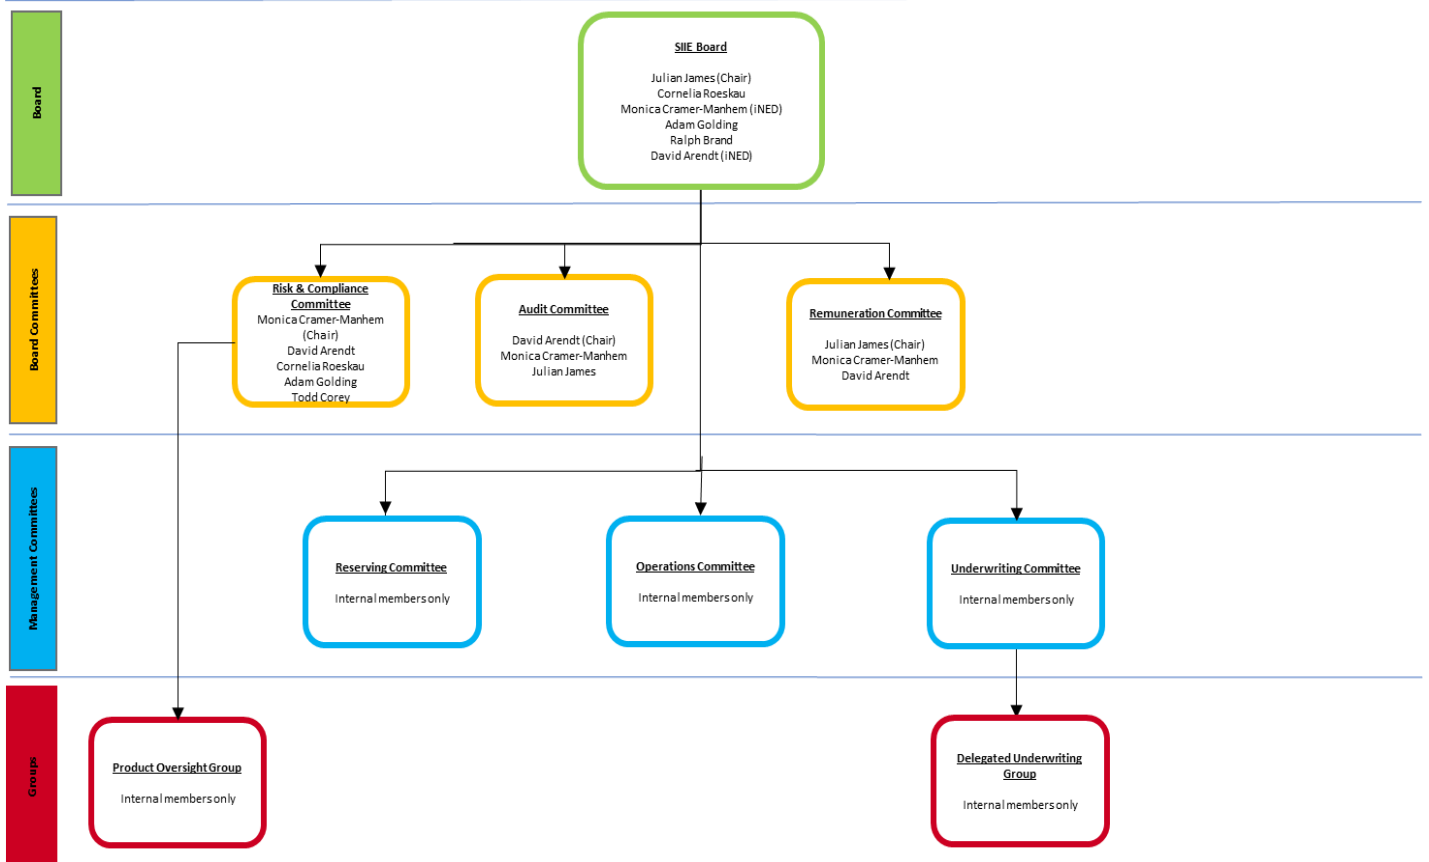 Board
SIIE Board
Julian James (Chair)
Cornelia Roeskau
Monica Cramer-Manhem (iNED)
Adam Golding
Ralph Brand
David Arendt (iNED)
Board Committees
Risk & Compliance
Committee
Monica Cramer-Manhem
(Chair)
David Arendt
Cornelia Roeskau
Adam Golding
Todd Corey
Audit Committee
David Arendt (Chair)
Monica Cramer-Manhem
Julian James
Remuneration Committee
Julian James (Chair)
Monica Cramer-Manhem
David Arendt
Management Committees
Reserving Committee
Internal members only
Operations Committee
Internal members only
Underwriting Committee
Internal members only
Groups
Product Oversight Group
Internal members only
Delegated Underwriting
Group
Internal members only